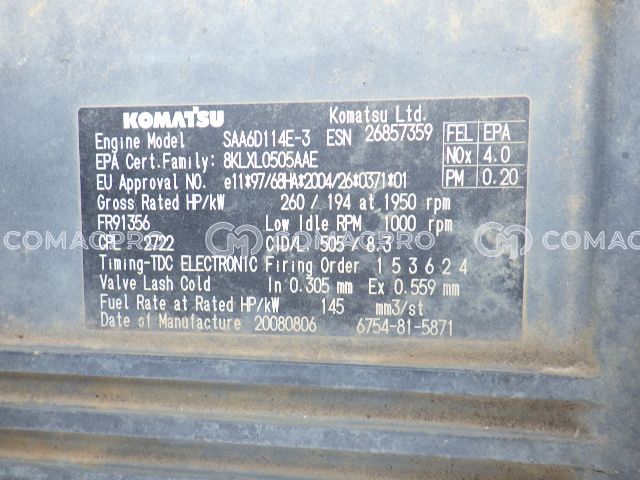 KOMATSU Komatsu Ltd.
Engine Model SAA6D114E-3 ESN 26857359
EPA Cert.Family: 8KLXL0505AAE
FEL EPA
NOx 4.0
PM 0.20
EU Approval NO. e11*97/68HA*2004/26*0371*01
Gross Rated HP/kW 260 / 194 at 1950 rpm
FR91356 Low Idle RPM 1000 rpm
CPL 2722 CID/L 505 / 8.3
Timing-TDC ELECTRONIC Firing Order 1 5 3 6 2 4
Valve Lash Cold In 0.305 mm Ex 0.559 mm
Fuel Rate at Rated HP/kW 145 mm3/st
Date of Manufacture 20080806 6754-81-5871
COMACPRO COMACPRO COMACPRO